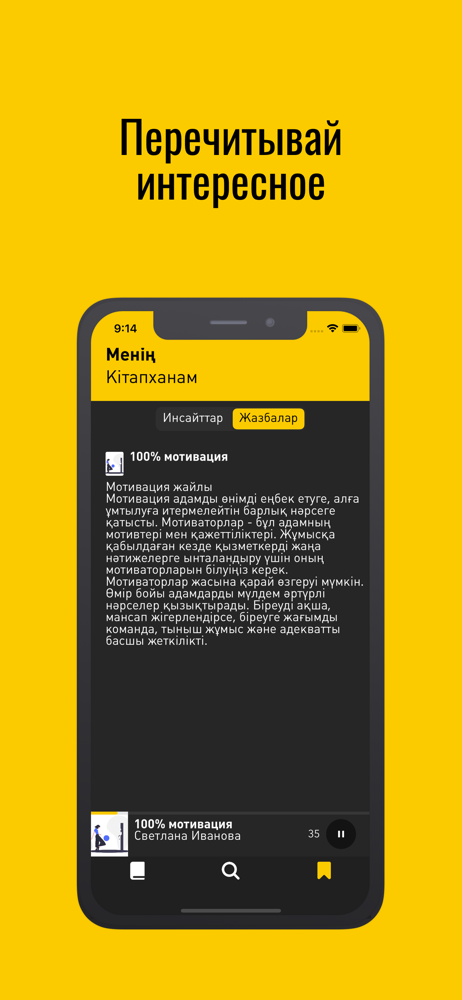 Перечитывай
интересное
9:14
Менің
Кітапханам
Инсайттар
Жазбалар
100% мотивация
Мотивация жайлы
Мотивация адамды өнімді еңбек етуге, алға
ұмтылуға итермелейтін барлық нәрсеге
қатысты. Мотиваторлар - бұл адамның
мотивтері мен қажеттіліктері. Жұмысқа
қабылдаған кезде қызметкерді жаңа
нәтижелерге ынталандыру үшін оның
мотиваторларын білуіңіз керек.
Мотиваторлар жасына қарай өзгеруі мүмкін.
Өмір бойы адамдарды мүлдем әртүрлі
нәрселер қызықтырады. Біреуді ақша,
мансап жігерлендірсе, біреуге жағымды
команда, тыныш жұмыс және адекватты
басшы жеткілікті.
100% мотивация
Светлана Иванова
35